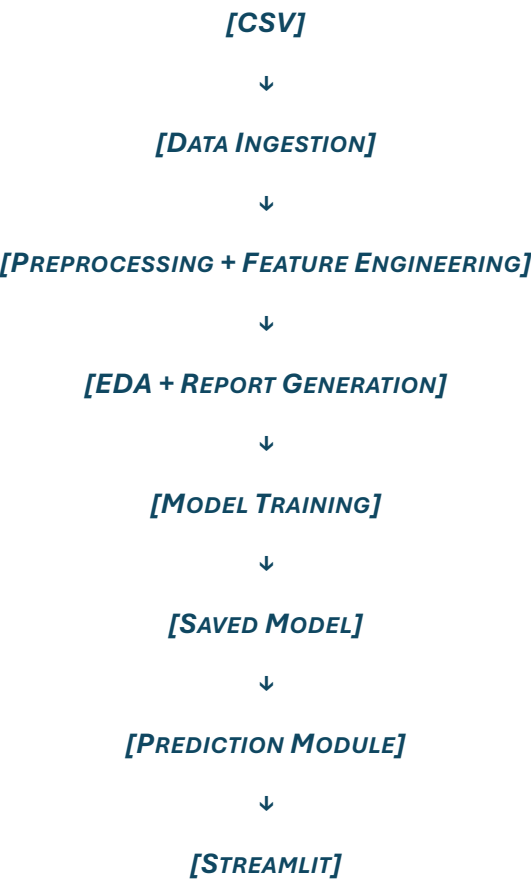 [CSV]
↓
[DATA INGESTION]
↓
[PREPROCESSING + FEATURE ENGINEERING]
↓
[EDA + REPORT GENERATION]
↓
[MODEL TRAINING]
↓
[SAVED MODEL]
↓
[PREDICTION MODULE]
↓
[STREAMLIT]